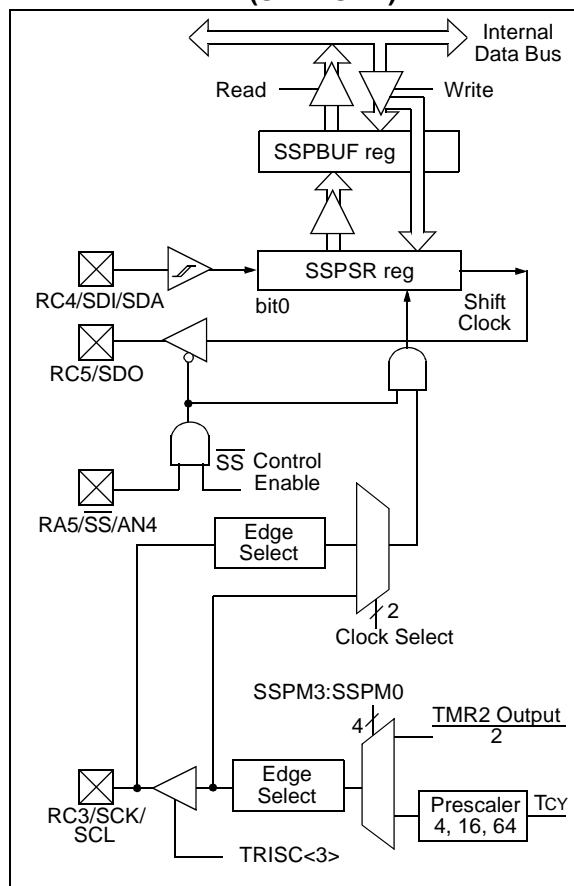 Internal
Data Bus
Read
Write
SSPBUF reg
SSPSR reg
RC4/SDI/SDA
bit0
Shift
Clock
RC5/SDO
SS Control
Enable
RA5/SS/AN4
Edge
Select
2
Clock Select
SSPM3:SSPM0
4
TMR2 Output
2
Edge
Select
Prescaler
4, 16, 64
TCY
RC3/SCK/
SCL
TRISC<3>